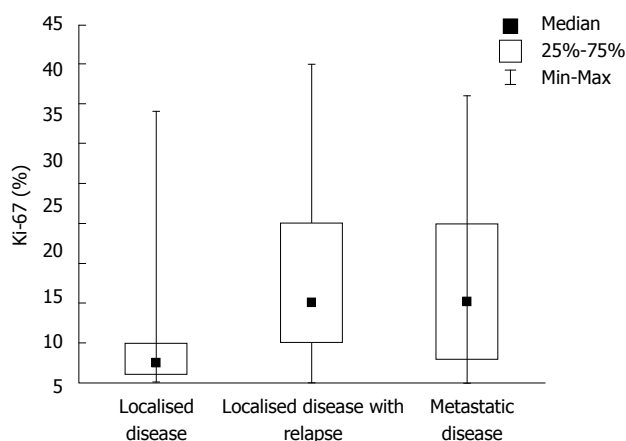 45
40
35
30
25
20
15
10
5
Ki-67 (%)
Median
25%-75%
Min-Max
Localised
disease
Localised disease with
relapse
Metastatic
disease